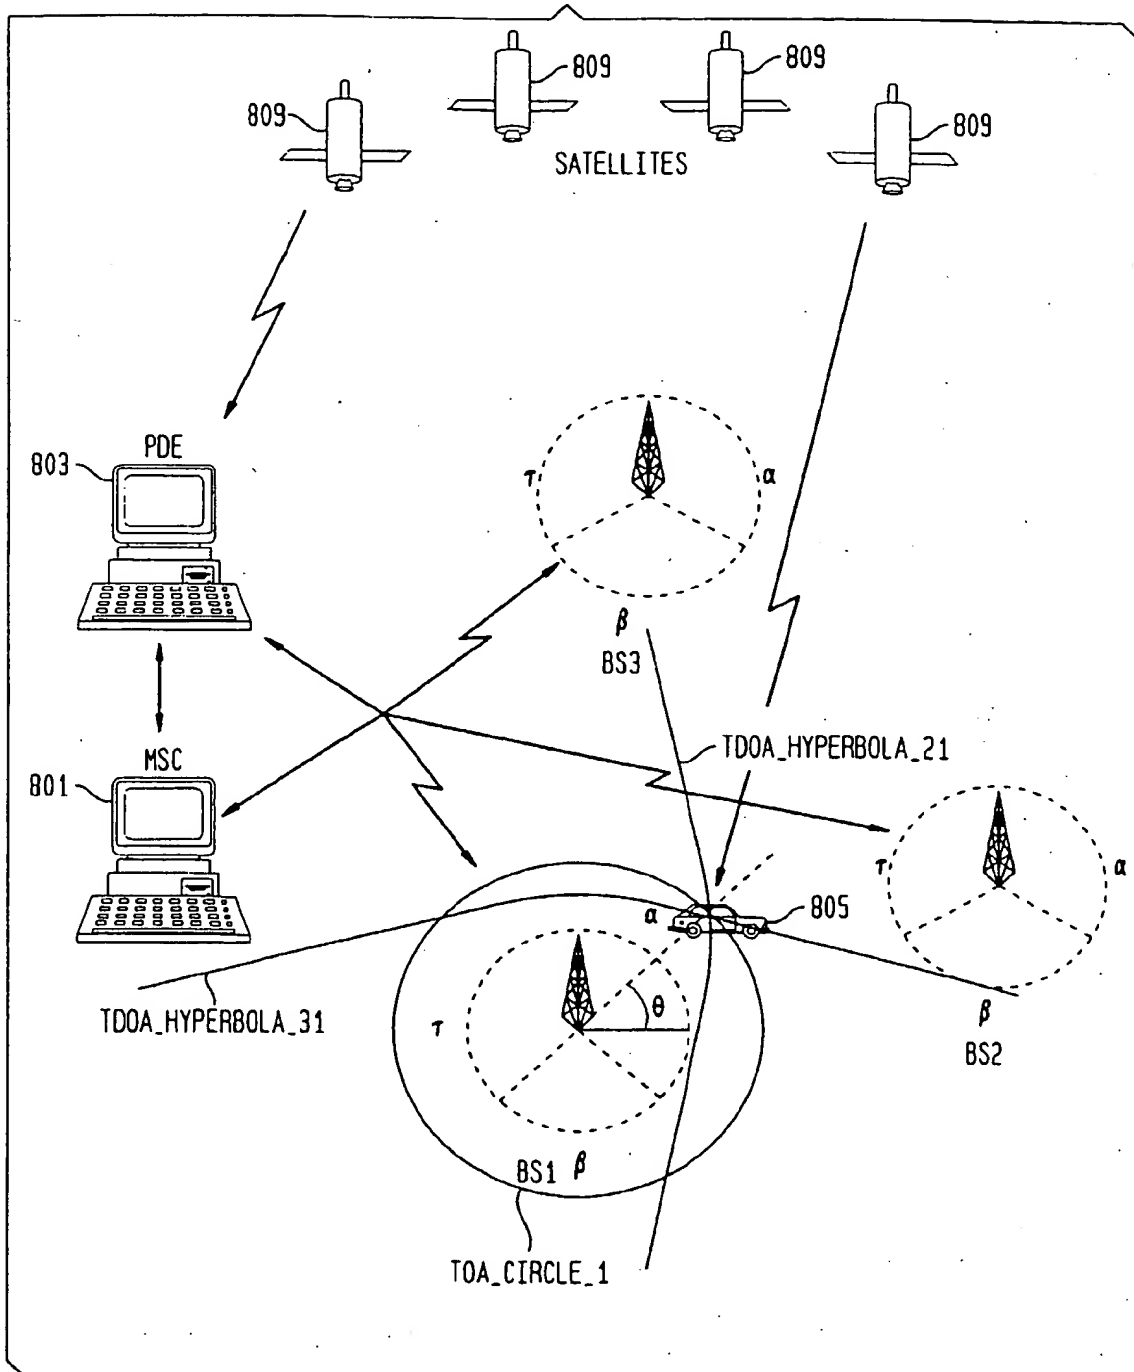 809
809
809
809
SATELLITES
PDE
803
τ
α
β
BS3
TDOA_HYPERBOLA_21
MSC
801
τ
α
805
α
TDOA_HYPERBOLA_31
τ
θ
β
BS2
BS1 β
TOA_CIRCLE_1